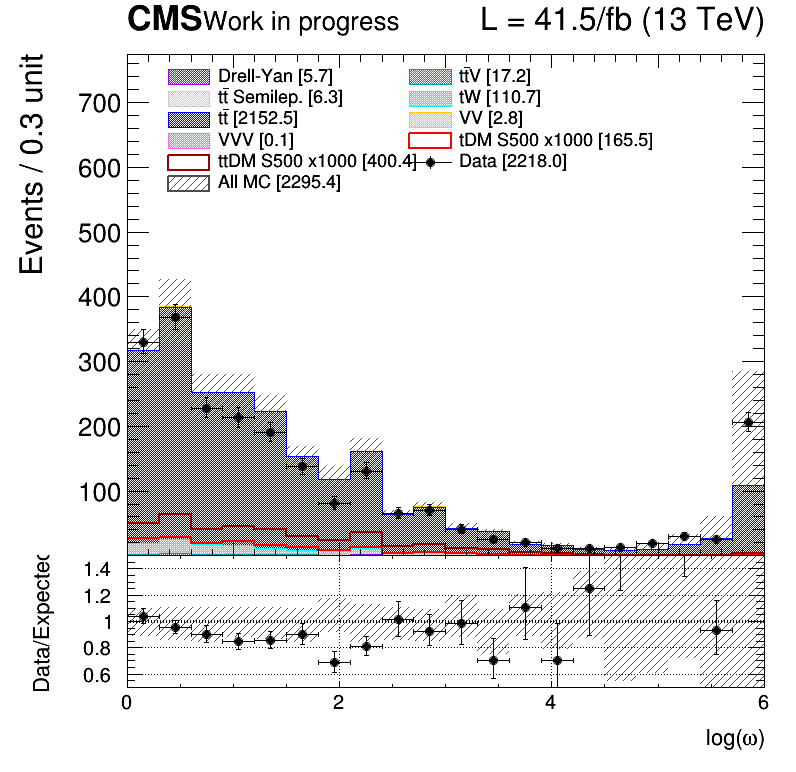 CMS Work in progress L = 41.5/fb (13 TeV)
Events / 0.3 unit
Drell-Yan [5.7] tt̄V [17.2]
tt̄ Semilep. [6.3] tW [110.7]
tt̄ [2152.5] VV [2.8]
VVV [0.1] tDM S500 x1000 [165.5]
ttDM S500 x1000 [400.4] Data [2218.0]
All MC [2295.4]
700
600
500
400
300
200
100
Data/Expected
1.4
1.2
1
0.8
0.6
0 2 4 6
log(ω)